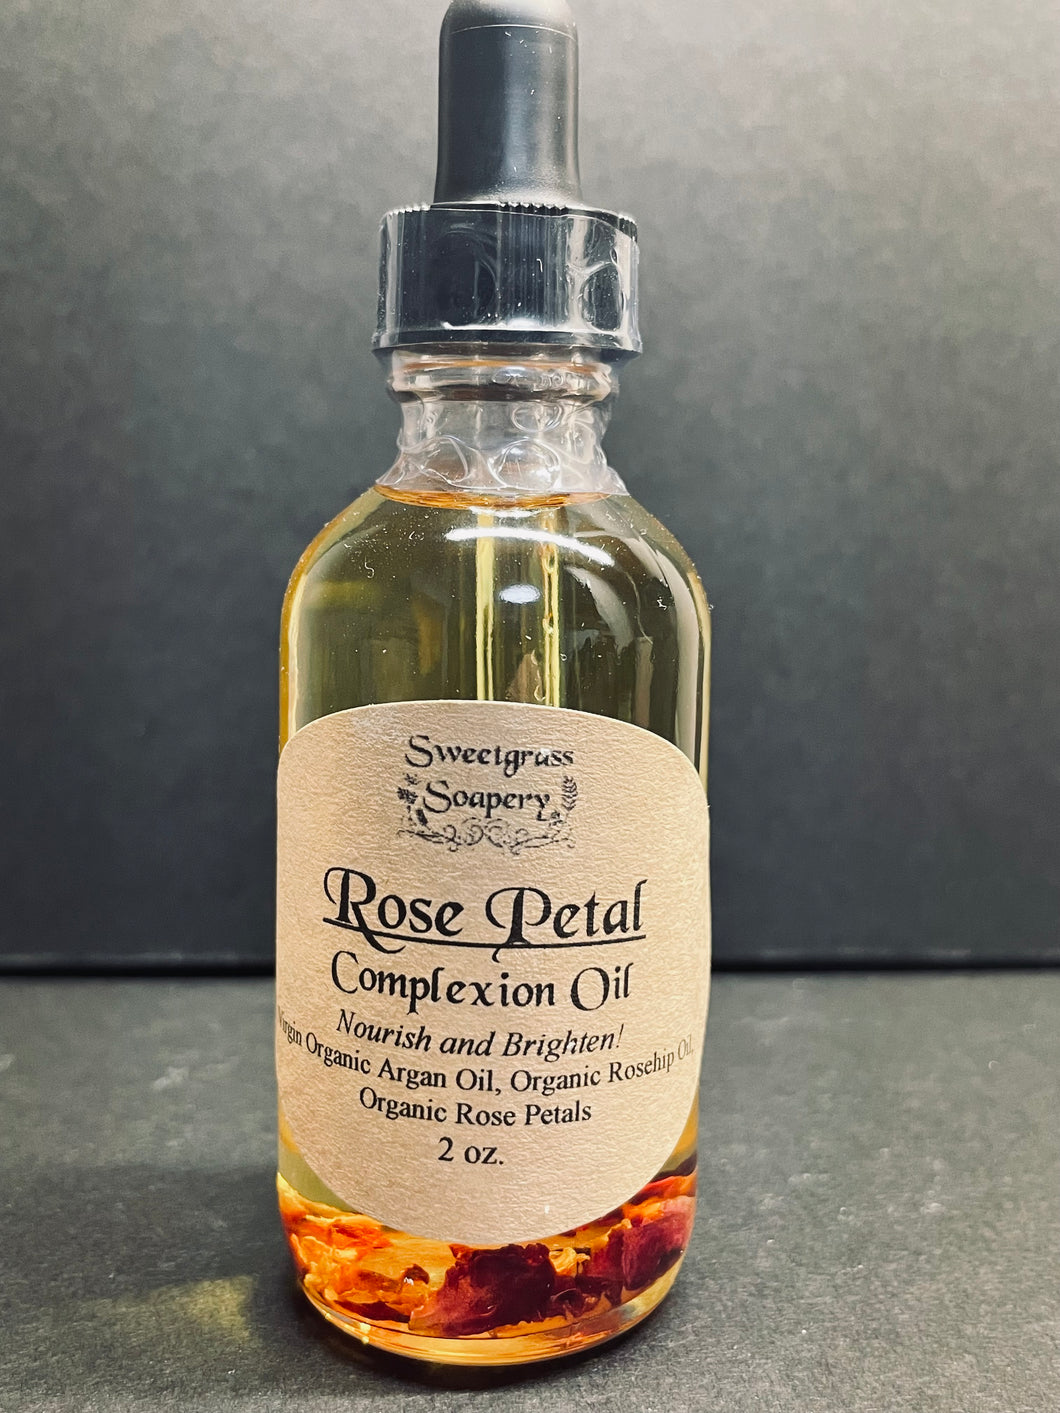 Sweetgrass
Soapery
Rose Petal
Complexion Oil
Nourish and Brighten!
Virgin Organic Argan Oil, Organic Rosehip Oil,
Organic Rose Petals
2 oz.